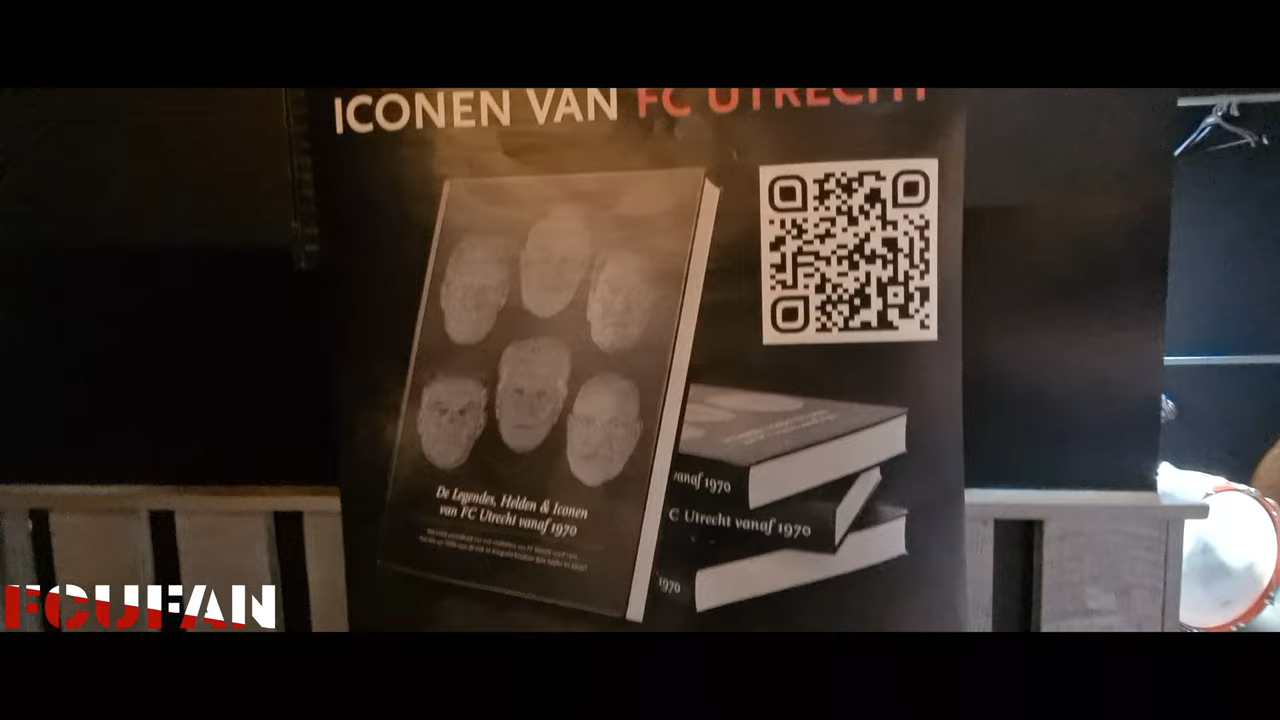 ICONEN VAN FC UTRECHT
De Legendes, Helden & Iconen
van FC Utrecht vanaf 1970
vanaf 1970
C Utrecht vanaf 1970
1970
FCUFAN